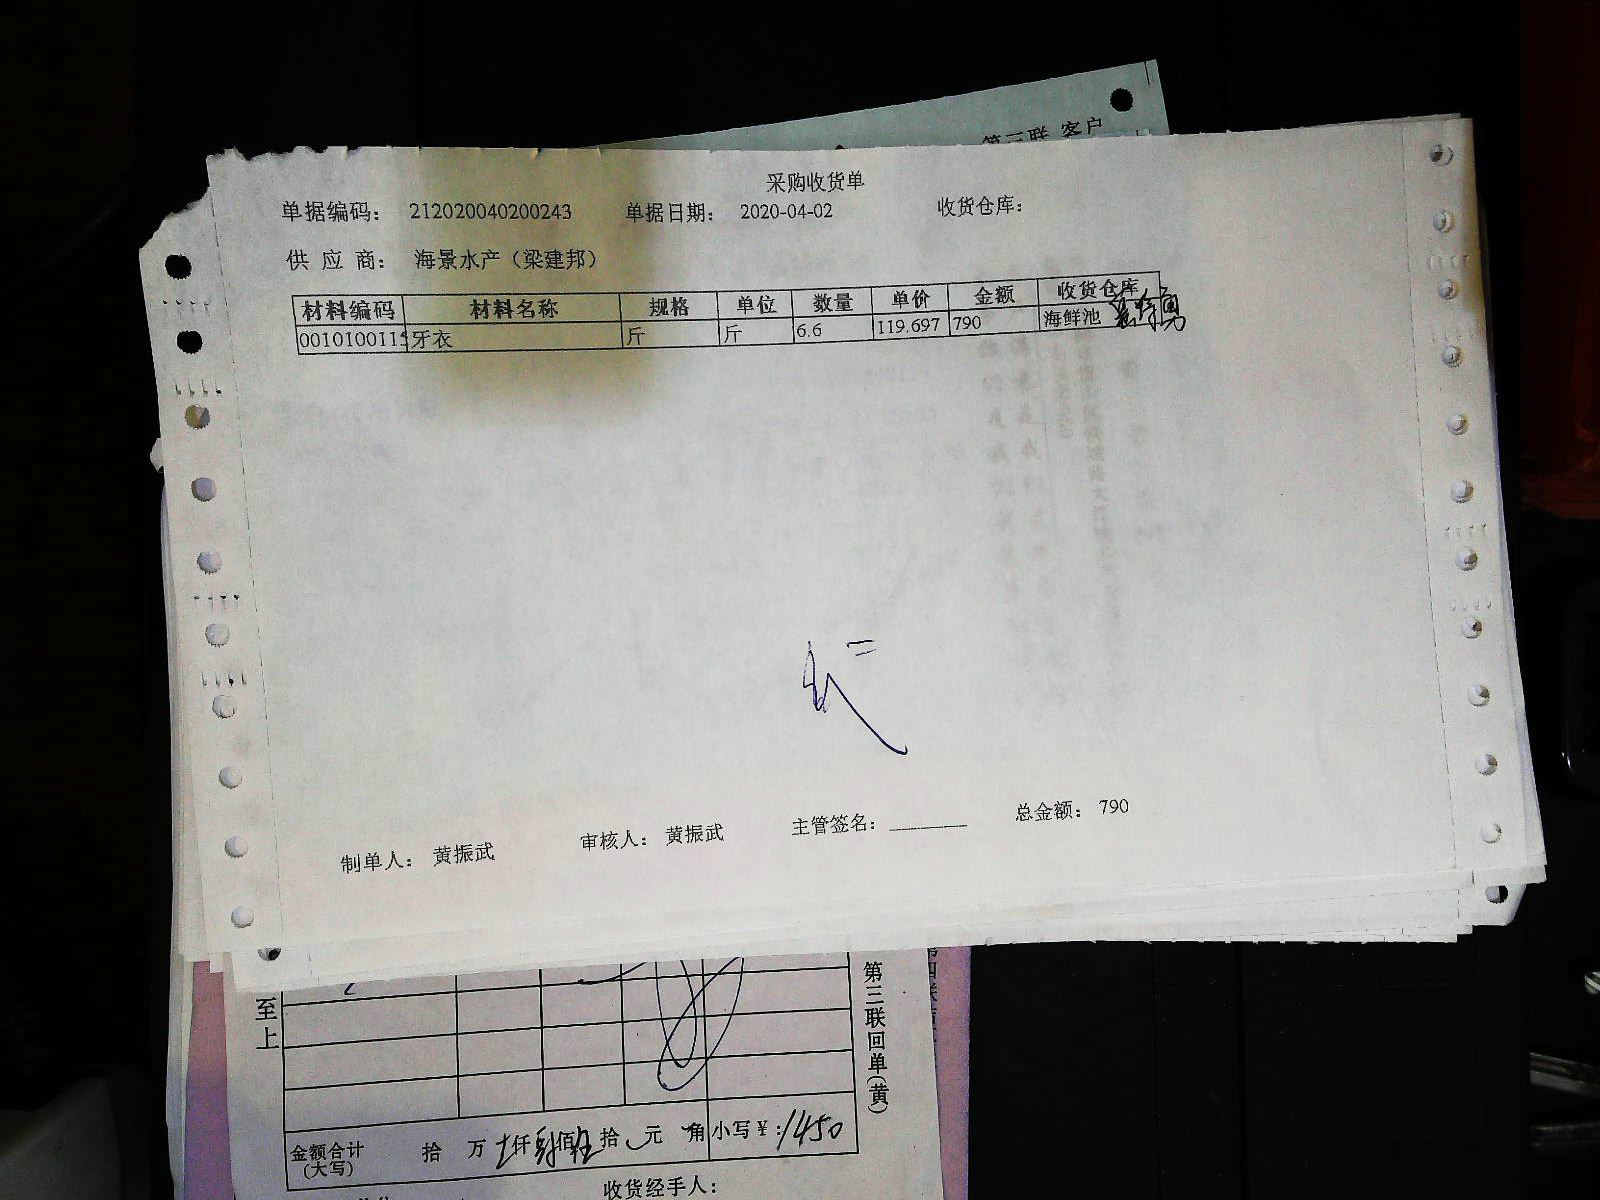 第三联 客户
采购收货单
单据编码： 212020040200243 单据日期： 2020-04-02 收货仓库：
供 应 商： 海景水产（梁建邦）
材料编码 材料名称 规格 单位 数量 单价 金额 收货仓库
0010100115 牙衣 斤 斤 6.6 119.697 790 海鲜池
制单人： 黄振武 审核人： 黄振武 主管签名： ________ 总金额： 790
至上
第三联回单(黄)
金额合计 拾 万 仟 佰 拾 元 角 小写￥：1450
(大写)
收货经手人：